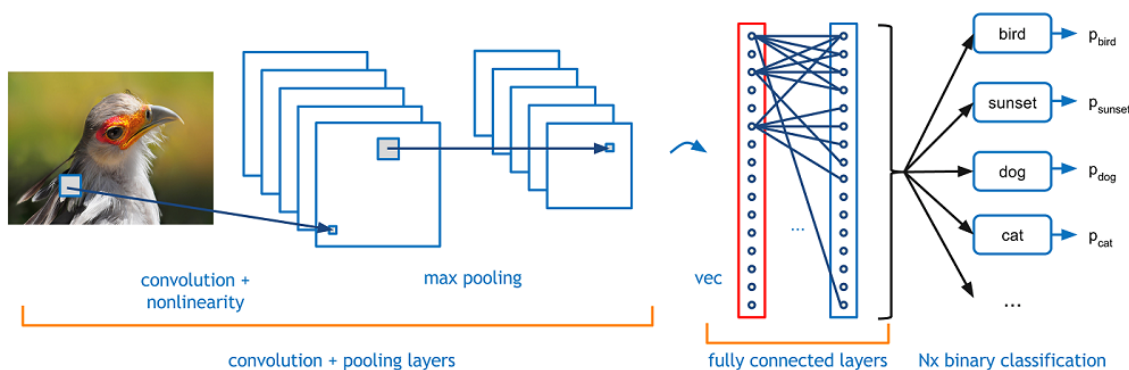 bird
p_bird
sunset
p_sunset
dog
p_dog
cat
p_cat
...
...
convolution +
nonlinearity
max pooling
vec
convolution + pooling layers
fully connected layers
Nx binary classification